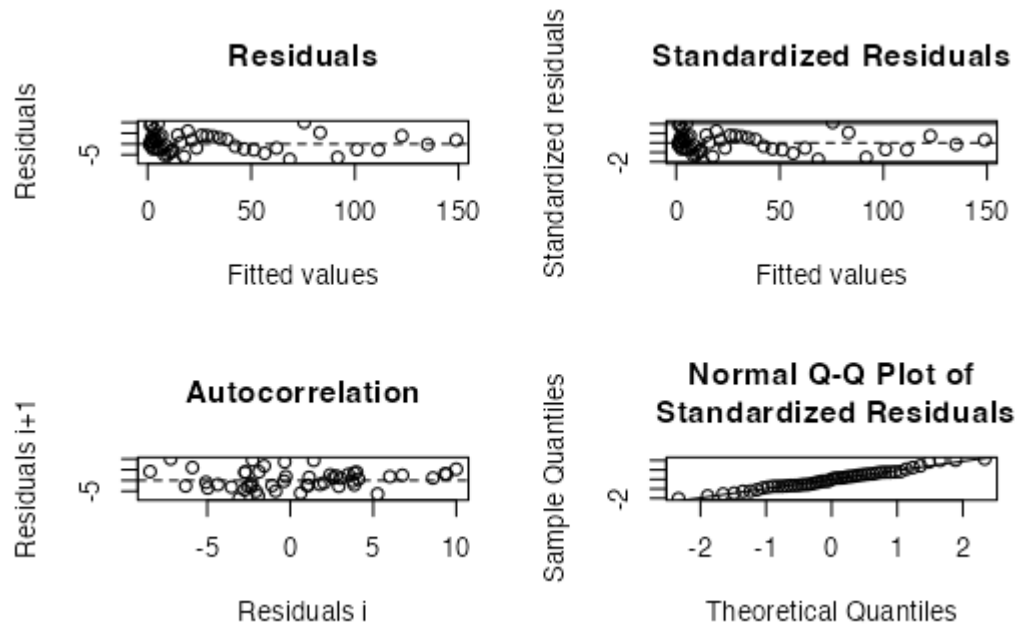 Residuals
Residuals
-5
0 50 100 150
Fitted values
Standardized Residuals
Standardized residuals
-2
0 50 100 150
Fitted values
Autocorrelation
Residuals i+1
-5
-5 0 5 10
Residuals i
Normal Q-Q Plot of
Standardized Residuals
Sample Quantiles
-2
-2 -1 0 1 2
Theoretical Quantiles